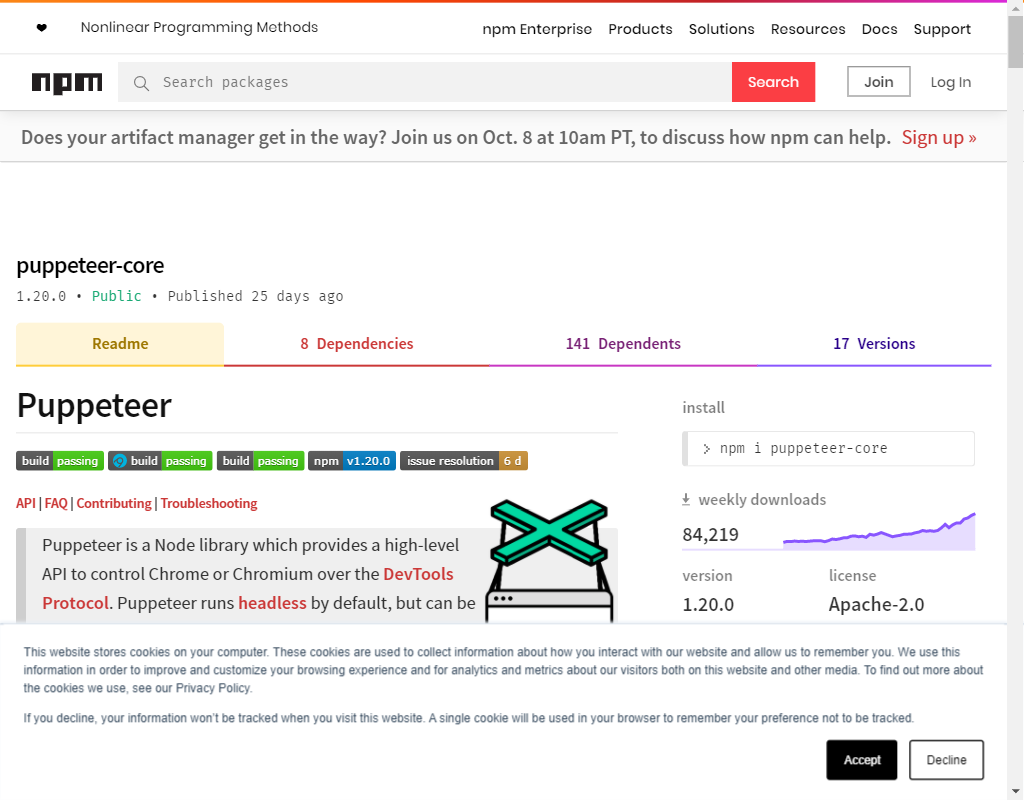 ❤ Nonlinear Programming Methods
npm Enterprise Products Solutions Resources Docs Support
npm Search packages Search Join Log In
Does your artifact manager get in the way? Join us on Oct. 8 at 10am PT, to discuss how npm can help. Sign up »
puppeteer-core
1.20.0 • Public • Published 25 days ago
Readme 8 Dependencies 141 Dependents 17 Versions
Puppeteer
build passing build passing build passing npm v1.20.0 issue resolution 6 d
API | FAQ | Contributing | Troubleshooting
Puppeteer is a Node library which provides a high-level
API to control Chrome or Chromium over the DevTools
Protocol. Puppeteer runs headless by default, but can be
install
> npm i puppeteer-core
weekly downloads
84,219
version license
1.20.0 Apache-2.0
This website stores cookies on your computer. These cookies are used to collect information about how you interact with our website and allow us to remember you. We use this
information in order to improve and customize your browsing experience and for analytics and metrics about our visitors both on this website and other media. To find out more about
the cookies we use, see our Privacy Policy.
If you decline, your information won't be tracked when you visit this website. A single cookie will be used in your browser to remember your preference not to be tracked.
Accept Decline